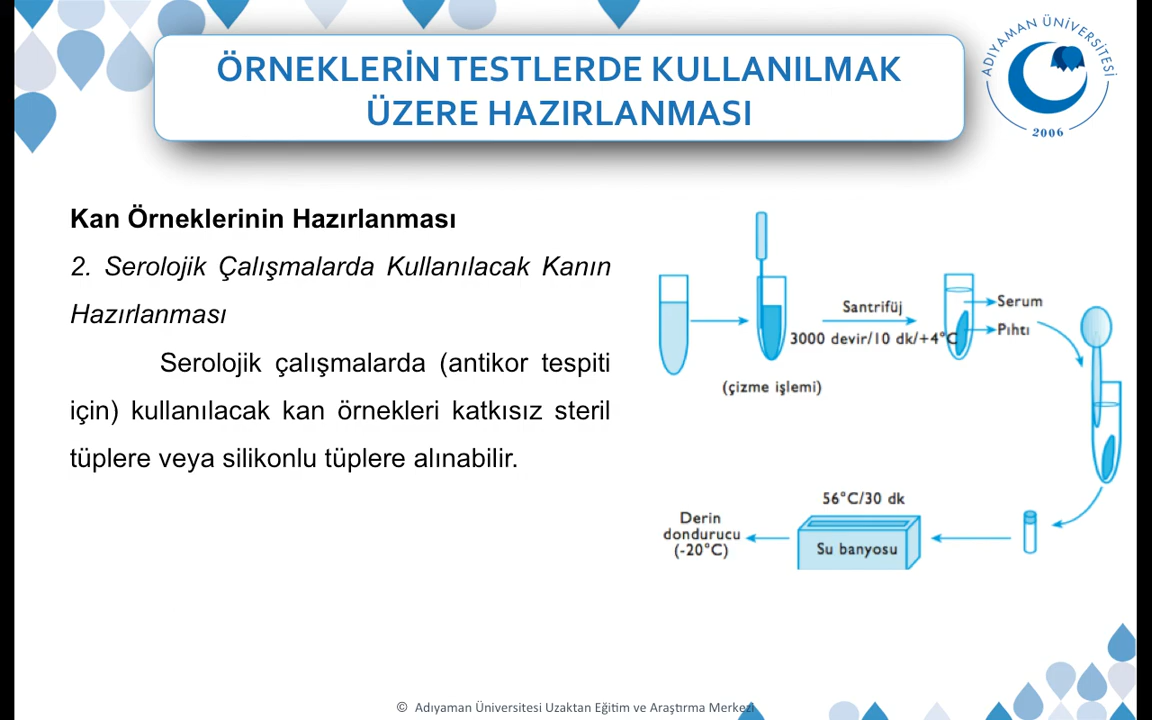 ÖRNEKLERİN TESTLERDE KULLANILMAK
ÜZERE HAZIRLANMASI
ADIYAMAN ÜNİVERSİTESİ
2006
Kan Örneklerinin Hazırlanması
2. Serolojik Çalışmalarda Kullanılacak Kanın
Hazırlanması
Serolojik çalışmalarda (antikor tespiti
için) kullanılacak kan örnekleri katkısız steril
tüplere veya silikonlu tüplere alınabilir.
Santrifüj
3000 devir/10 dk/+4°C
(çizme işlemi)
Serum
Pıhtı
56°C/30 dk
Su banyosu
Derin
dondurucu
(-20°C)
© Adıyaman Üniversitesi Uzaktan Eğitim ve Araştırma Merkezi